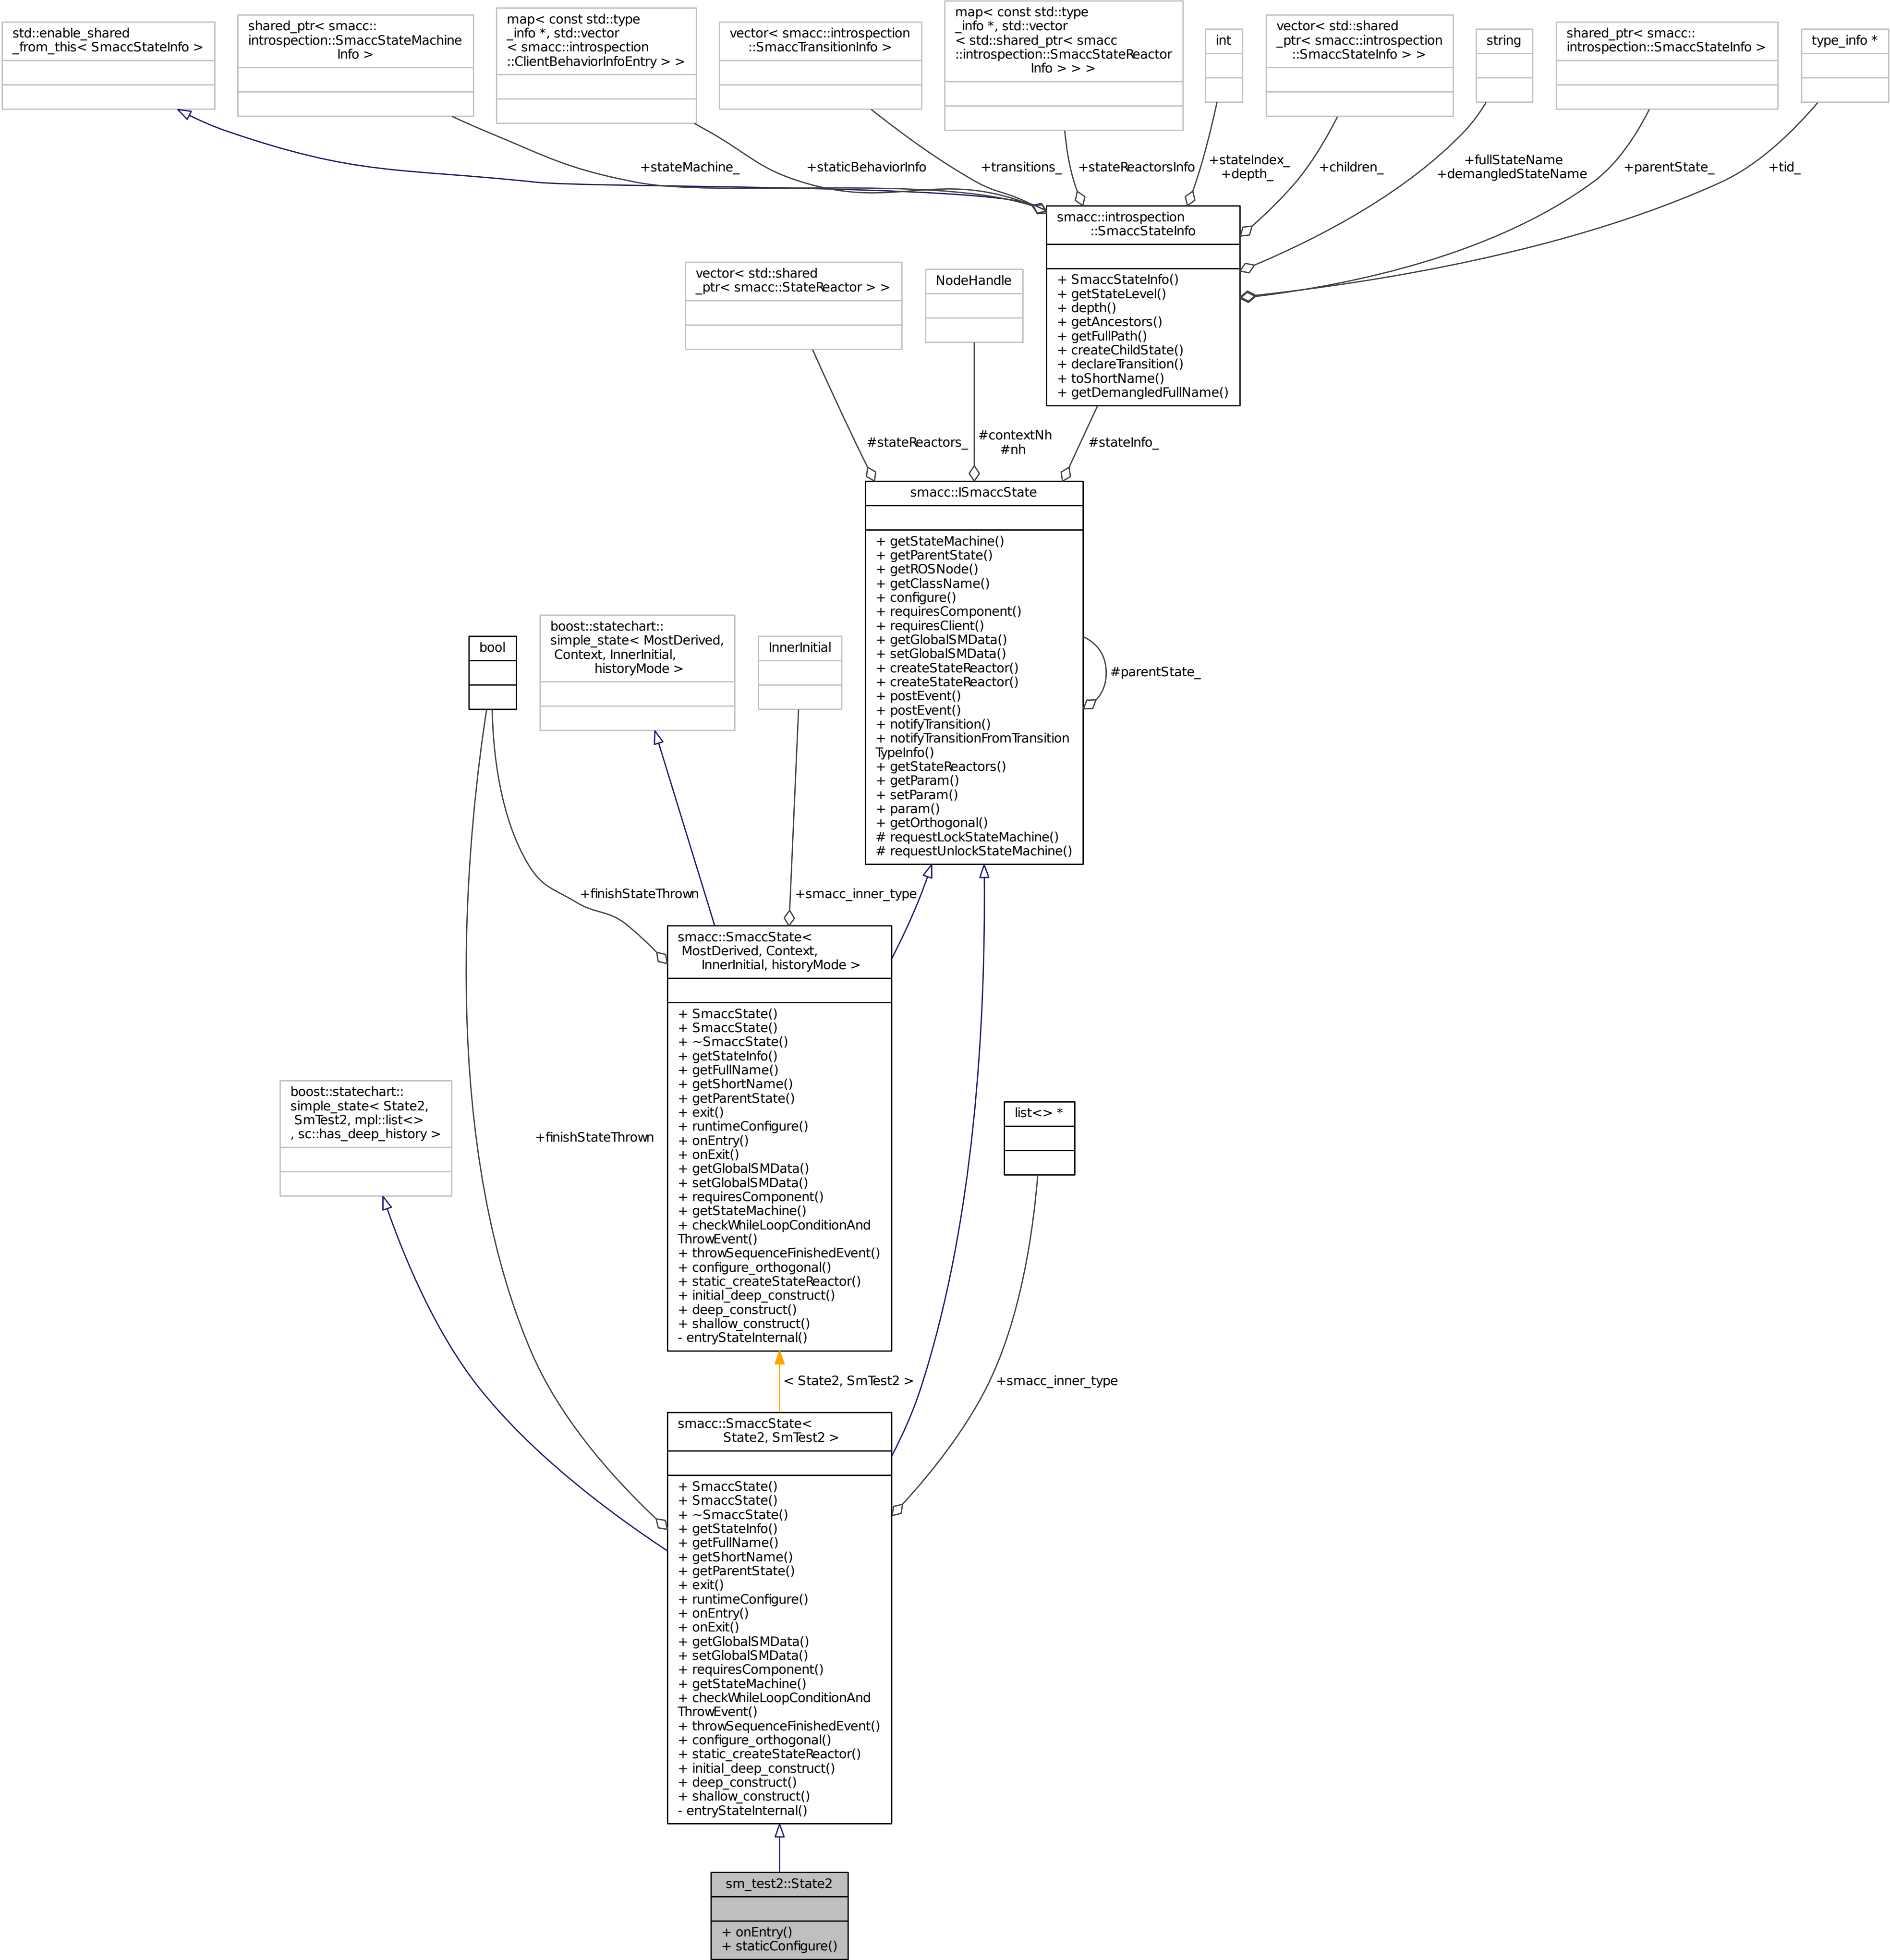 std::enable_shared
_from_this< SmaccStateInfo >
shared_ptr< smacc::
introspection::SmaccStateMachine
Info >
map< const std::type
_info *, std::vector
< smacc::introspection
::ClientBehaviorInfoEntry > >
vector< smacc::introspection
::SmaccTransitionInfo >
map< const std::type
_info *, std::vector
< std::shared_ptr< smacc
::introspection::SmaccStateReactor
Info > > >
int
vector< std::shared
_ptr< smacc::introspection
::SmaccStateInfo > >
string
shared_ptr< smacc::
introspection::SmaccStateInfo >
type_info *
+stateMachine_
+staticBehaviorInfo
+transitions_
+stateReactorsInfo
+stateIndex_
+depth_
+children_
+fullStateName
+demangledStateName
+parentState_
+tid_
smacc::introspection
::SmaccStateInfo
+ SmaccStateInfo()
+ getStateLevel()
+ depth()
+ getAncestors()
+ getFullPath()
+ createChildState()
+ declareTransition()
+ toShortName()
+ getDemangledFullName()
vector< std::shared
_ptr< smacc::StateReactor > >
NodeHandle
#stateReactors_
#contextNh
#nh
#stateInfo_
smacc::ISmaccState
+ getStateMachine()
+ getParentState()
+ getROSNode()
+ getClassName()
+ configure()
+ requiresComponent()
+ requiresClient()
+ getGlobalSMData()
+ setGlobalSMData()
+ createStateReactor()
+ createStateReactor()
+ postEvent()
+ postEvent()
+ notifyTransition()
+ notifyTransitionFromTransition
TypeInfo()
+ getStateReactors()
+ getParam()
+ setParam()
+ param()
+ getOrthogonal()
# requestLockStateMachine()
# requestUnlockStateMachine()
#parentState_
bool
boost::statechart::
simple_state< MostDerived,
Context, InnerInitial,
historyMode >
InnerInitial
+finishStateThrown
+smacc_inner_type
smacc::SmaccState<
MostDerived, Context,
InnerInitial, historyMode >
+ SmaccState()
+ SmaccState()
+ ~SmaccState()
+ getStateInfo()
+ getFullName()
+ getShortName()
+ getParentState()
+ exit()
+ runtimeConfigure()
+ onEntry()
+ onExit()
+ getGlobalSMData()
+ setGlobalSMData()
+ requiresComponent()
+ getStateMachine()
+ checkWhileLoopConditionAnd
ThrowEvent()
+ throwSequenceFinishedEvent()
+ configure_orthogonal()
+ static_createStateReactor()
+ initial_deep_construct()
+ deep_construct()
+ shallow_construct()
- entryStateInternal()
boost::statechart::
simple_state< State2,
SmTest2, mpl::list<>
, sc::has_deep_history >
+finishStateThrown
list<> *
< State2, SmTest2 >
+smacc_inner_type
smacc::SmaccState<
State2, SmTest2 >
+ SmaccState()
+ SmaccState()
+ ~SmaccState()
+ getStateInfo()
+ getFullName()
+ getShortName()
+ getParentState()
+ exit()
+ runtimeConfigure()
+ onEntry()
+ onExit()
+ getGlobalSMData()
+ setGlobalSMData()
+ requiresComponent()
+ getStateMachine()
+ checkWhileLoopConditionAnd
ThrowEvent()
+ throwSequenceFinishedEvent()
+ configure_orthogonal()
+ static_createStateReactor()
+ initial_deep_construct()
+ deep_construct()
+ shallow_construct()
- entryStateInternal()
sm_test2::State2
+ onEntry()
+ staticConfigure()